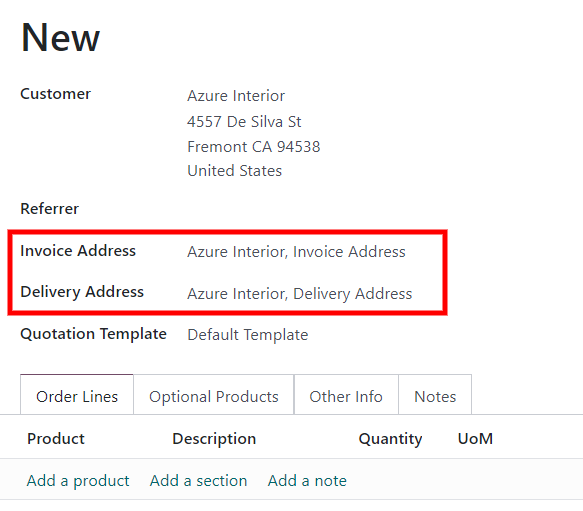 New
Customer Azure Interior
4557 De Silva St
Fremont CA 94538
United States
Referrer
Invoice Address Azure Interior, Invoice Address
Delivery Address Azure Interior, Delivery Address
Quotation Template Default Template
Order Lines Optional Products Other Info Notes
Product Description Quantity UoM
Add a product Add a section Add a note